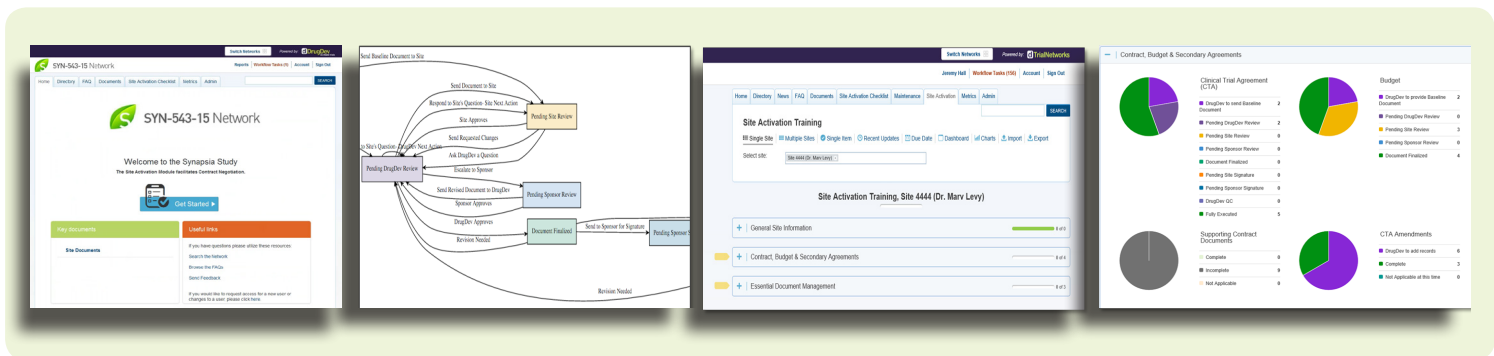 Switch Networks
Powered by: DrugDev
SYN-543-15 Network
Reports | Workflow Tasks (5) | Account | Sign Out
Home Directory FAQ Documents Site Activation Checklist Metrics Admin
SEARCH
SYN-543-15 Network
Welcome to the Synapsia Study
The Site Activation Module facilitates Contract Negotiation.
Get Started
Key Documents
Site Documents
Useful links
If you have questions please utilize these resources
Search the Network
Browse the FAQs
Send Feedback
If you would like to request access for a new user or
changes to a user, please click here.
Send Baseline Document to Site
Send Document to Site
Respond to Site's Question- Site Next Action
Site Approves
Pending Site Review
Send Requested Changes
to Site's Question- DrugDev Next Action
Ask DrugDev a Question
Pending DrugDev Review
Escalate to Sponsor
Send Revised Document to DrugDev
Pending Sponsor Review
Sponsor Approves
DrugDev Approves
Document Finalized
Send to Sponsor for Signature
Pending Sponsor S
Revision Needed
Revision Needed
Switch Networks
Powered by: TrialNetworks
Jeremy Hall | Workflow Tasks (556) | Account | Sign Out
Home Directory News FAQ Documents Site Activation Checklist Maintenance Site Activation Metrics Admin
SEARCH
Site Activation Training
Single Site Multiple Sites Single Item Recent Updates Due Date Dashboard Charts Import Export
Select site:
Site 4444 (Dr. Marv Levy)
Site Activation Training, Site 4444 (Dr. Marv Levy)
+ General Site Information
+ Contract, Budget & Secondary Agreements
+ Essential Document Management
− Contract, Budget & Secondary Agreements
Clinical Trial Agreement
(CTA)
DrugDev to send Baseline 2
Document
Pending DrugDev Review 2
Pending Site Review 0
Pending Sponsor Review 0
Document Finalized 0
Pending Site Signature 0
Pending Sponsor Signature 0
DrugDev QC 0
Fully Executed 5
Budget
DrugDev to provide Baseline 2
Document
Pending DrugDev Review 0
Pending Site Review 3
Pending Sponsor Review 0
Document Finalized 4
Supporting Contract
Documents
Complete 0
Incomplete
Not Applicable 0
CTA Amendments
DrugDev to add records 6
Complete 3
Not Applicable at this time 0